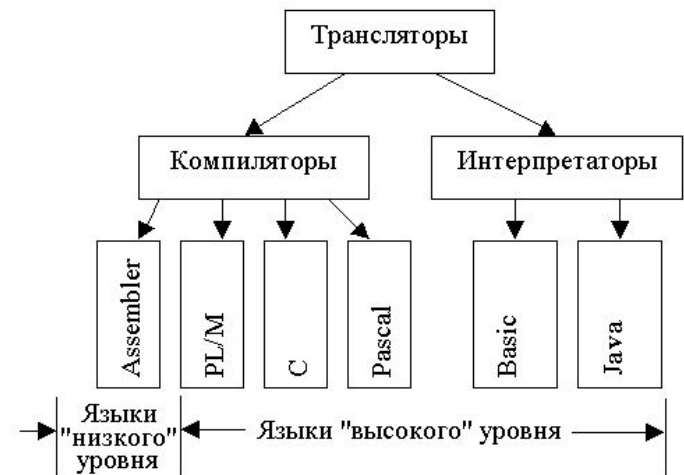 Трансляторы
Компиляторы
Интерпретаторы
Assembler
PL/M
C
Pascal
Basic
Java
Языки
"низкого"
уровня
Языки "высокого" уровня